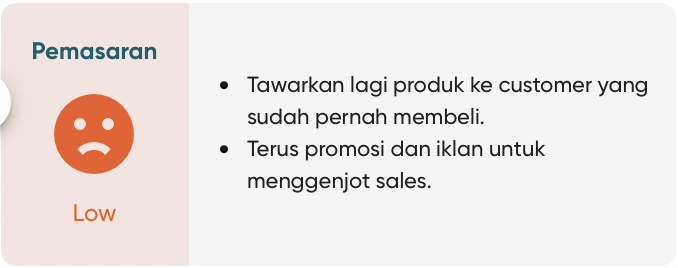 Pemasaran
Low
• Tawarkan lagi produk ke customer yang
sudah pernah membeli.
• Terus promosi dan iklan untuk
menggenjot sales.